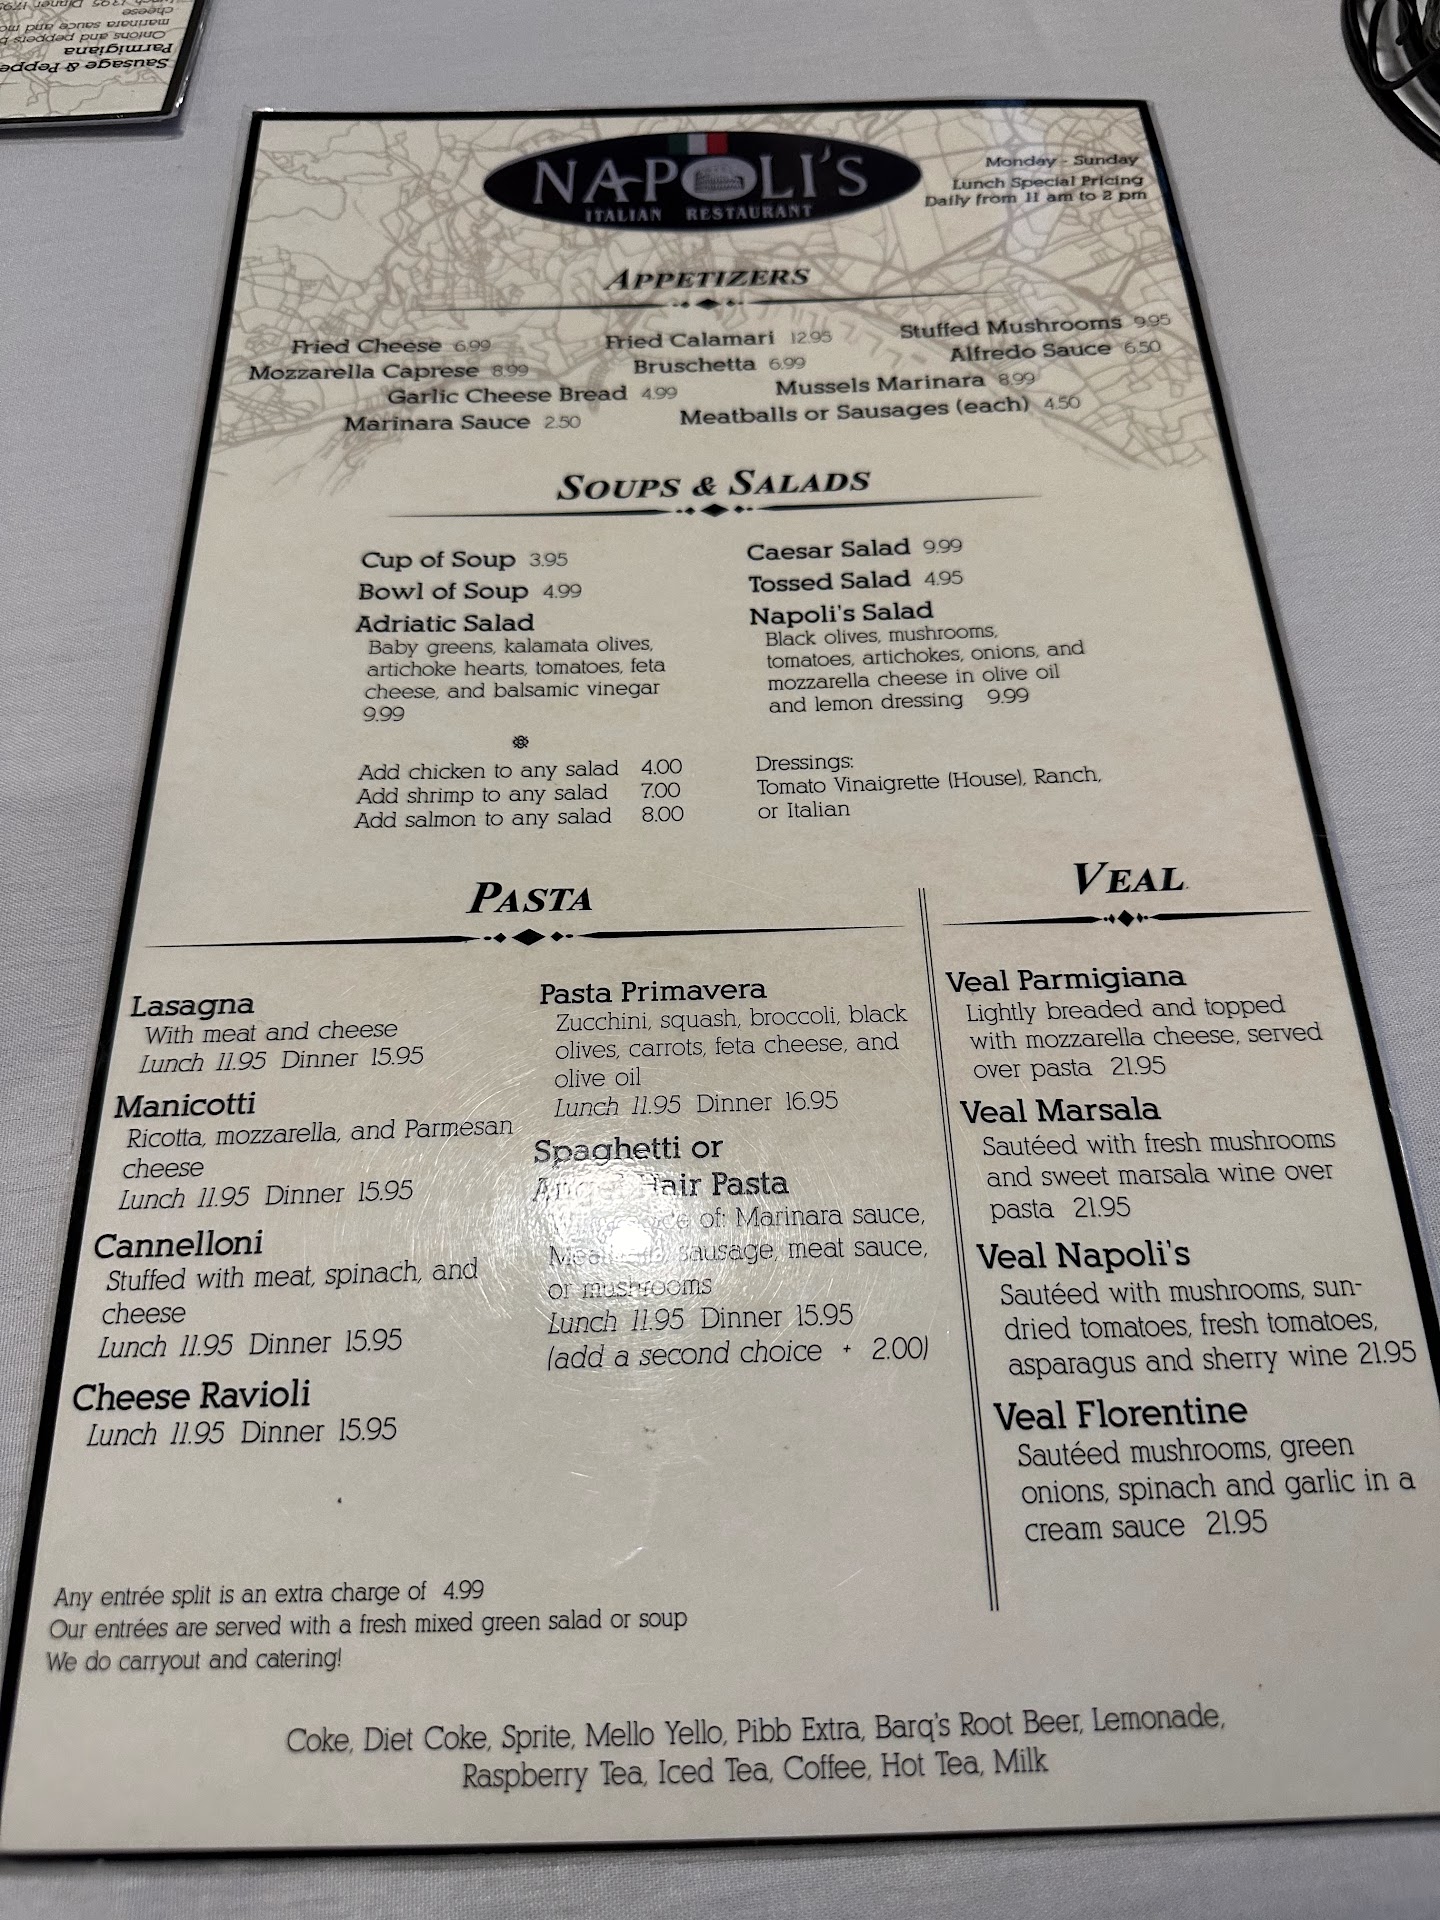 Sausage & Peppe
Parmigiana
Onions and peppers b
marinara sauce and mo
cheese
NAPOLI'S
ITALIAN RESTAURANT
Monday - Sunday
Lunch Special Pricing
Daily from 11 am to 2 pm
APPETIZERS
Fried Cheese 6.99
Fried Calamari 12.95
Stuffed Mushrooms 9.95
Mozzarella Caprese 8.99
Bruschetta 6.99
Alfredo Sauce 6.50
Garlic Cheese Bread 4.99
Mussels Marinara 8.99
Marinara Sauce 2.50
Meatballs or Sausages (each) 4.50
SOUPS & SALADS
Cup of Soup 3.95
Bowl of Soup 4.99
Adriatic Salad
Baby greens, kalamata olives,
artichoke hearts, tomatoes, feta
cheese, and balsamic vinegar
9.99
Add chicken to any salad 4.00
Add shrimp to any salad 7.00
Add salmon to any salad 8.00
Caesar Salad 9.99
Tossed Salad 4.95
Napoli's Salad
Black olives, mushrooms,
tomatoes, artichokes, onions, and
mozzarella cheese in olive oil
and lemon dressing 9.99
Dressings:
Tomato Vinaigrette (House), Ranch,
or Italian
PASTA
Lasagna
With meat and cheese
Lunch 11.95 Dinner 15.95
Manicotti
Ricotta, mozzarella, and Parmesan
cheese
Lunch 11.95 Dinner 15.95
Cannelloni
Stuffed with meat, spinach, and
cheese
Lunch 11.95 Dinner 15.95
Cheese Ravioli
Lunch 11.95 Dinner 15.95
Pasta Primavera
Zucchini, squash, broccoli, black
olives, carrots, feta cheese, and
olive oil
Lunch 11.95 Dinner 16.95
Spaghetti or
Angel Hair Pasta
of: Marinara sauce,
sausage, meat sauce,
or mushrooms
Lunch 11.95 Dinner 15.95
(add a second choice + 2.00)
VEAL
Veal Parmigiana
Lightly breaded and topped
with mozzarella cheese, served
over pasta 21.95
Veal Marsala
Sautéed with fresh mushrooms
and sweet marsala wine over
pasta 21.95
Veal Napoli's
Sautéed with mushrooms, sun-
dried tomatoes, fresh tomatoes,
asparagus and sherry wine 21.95
Veal Florentine
Sautéed mushrooms, green
onions, spinach and garlic in a
cream sauce 21.95
Any entrée split is an extra charge of 4.99
Our entrées are served with a fresh mixed green salad or soup
We do carryout and catering!
Coke, Diet Coke, Sprite, Mello Yello, Pibb Extra, Barq's Root Beer, Lemonade,
Raspberry Tea, Iced Tea, Coffee, Hot Tea, Milk